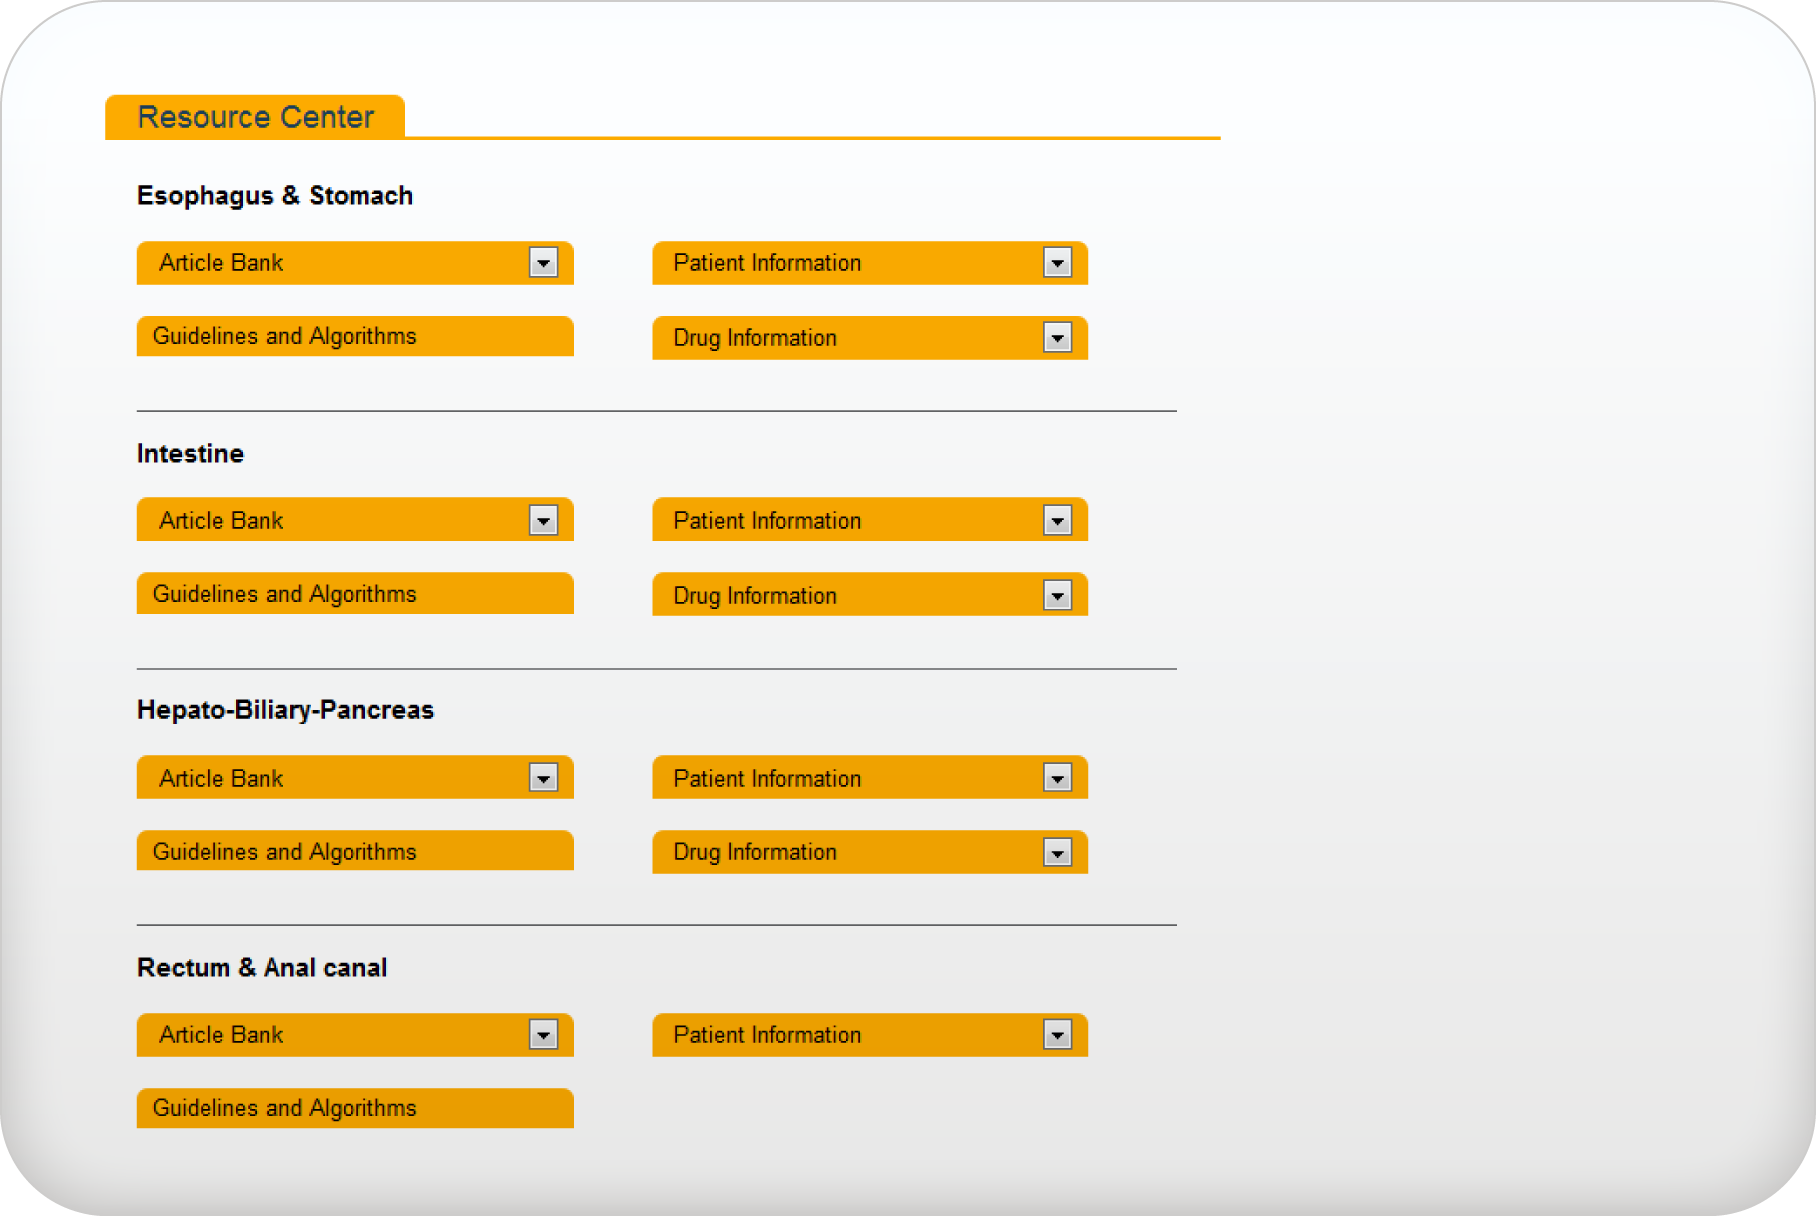 Resource Center
Esophagus & Stomach
Article Bank
Patient Information
Guidelines and Algorithms
Drug Information
Intestine
Article Bank
Patient Information
Guidelines and Algorithms
Drug Information
Hepato-Biliary-Pancreas
Article Bank
Patient Information
Guidelines and Algorithms
Drug Information
Rectum & Anal canal
Article Bank
Patient Information
Guidelines and Algorithms